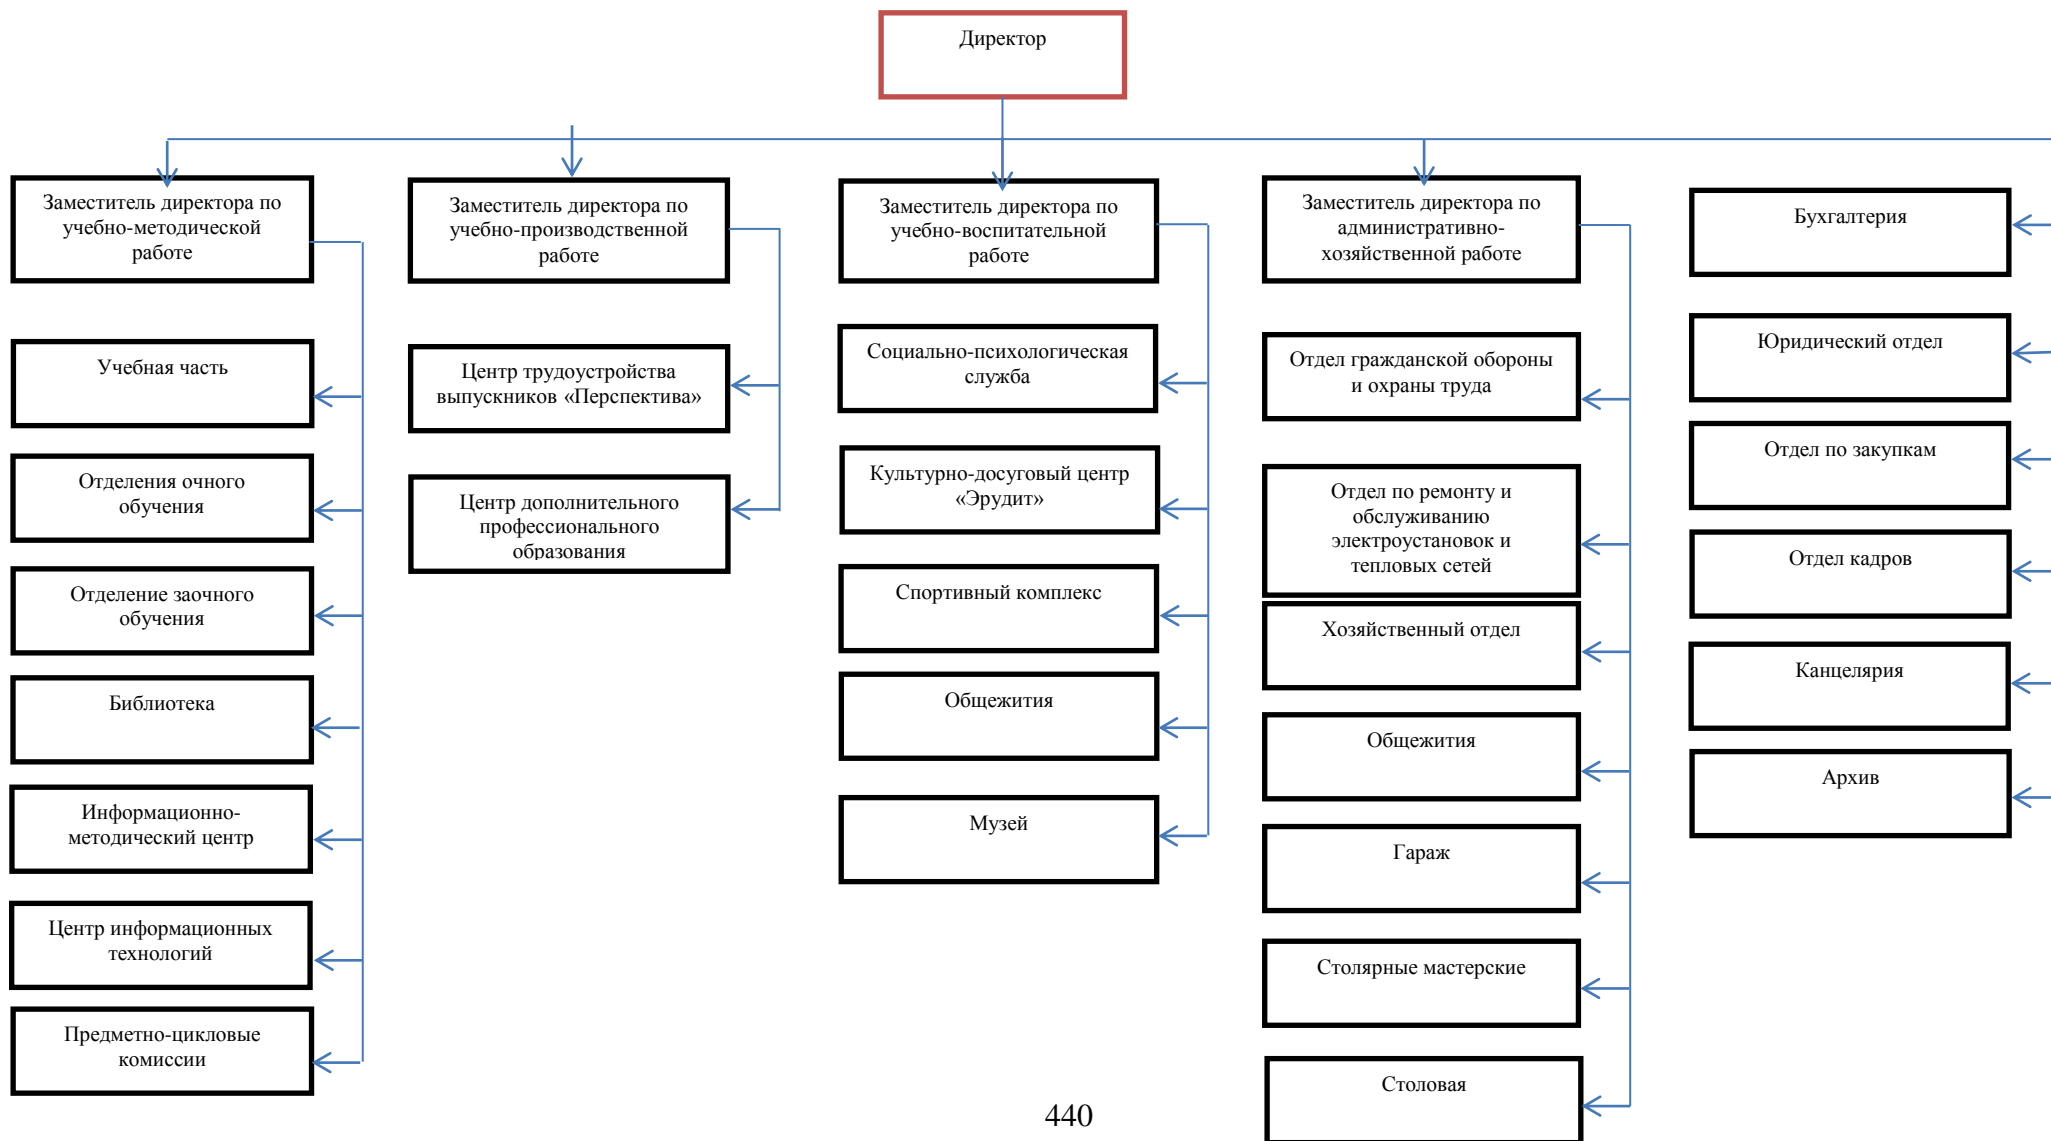 Директор
Заместитель директора по
учебно-методической
работе
Учебная часть
Отделения очного
обучения
Отделение заочного
обучения
Библиотека
Информационно-
методический центр
Центр информационных
технологий
Предметно-цикловые
комиссии
Заместитель директора по
учебно-производственной
работе
Центр трудоустройства
выпускников «Перспектива»
Центр дополнительного
профессионального
образования
Заместитель директора по
учебно-воспитательной
работе
Социально-психологическая
служба
Культурно-досуговый центр
«Эрудит»
Спортивный комплекс
Общежития
Музей
Заместитель директора по
административно-
хозяйственной работе
Отдел гражданской обороны
и охраны труда
Отдел по ремонту и
обслуживанию
электроустановок и
тепловых сетей
Хозяйственный отдел
Общежития
Гараж
Столярные мастерские
Столовая
Бухгалтерия
Юридический отдел
Отдел по закупкам
Отдел кадров
Канцелярия
Архив
440